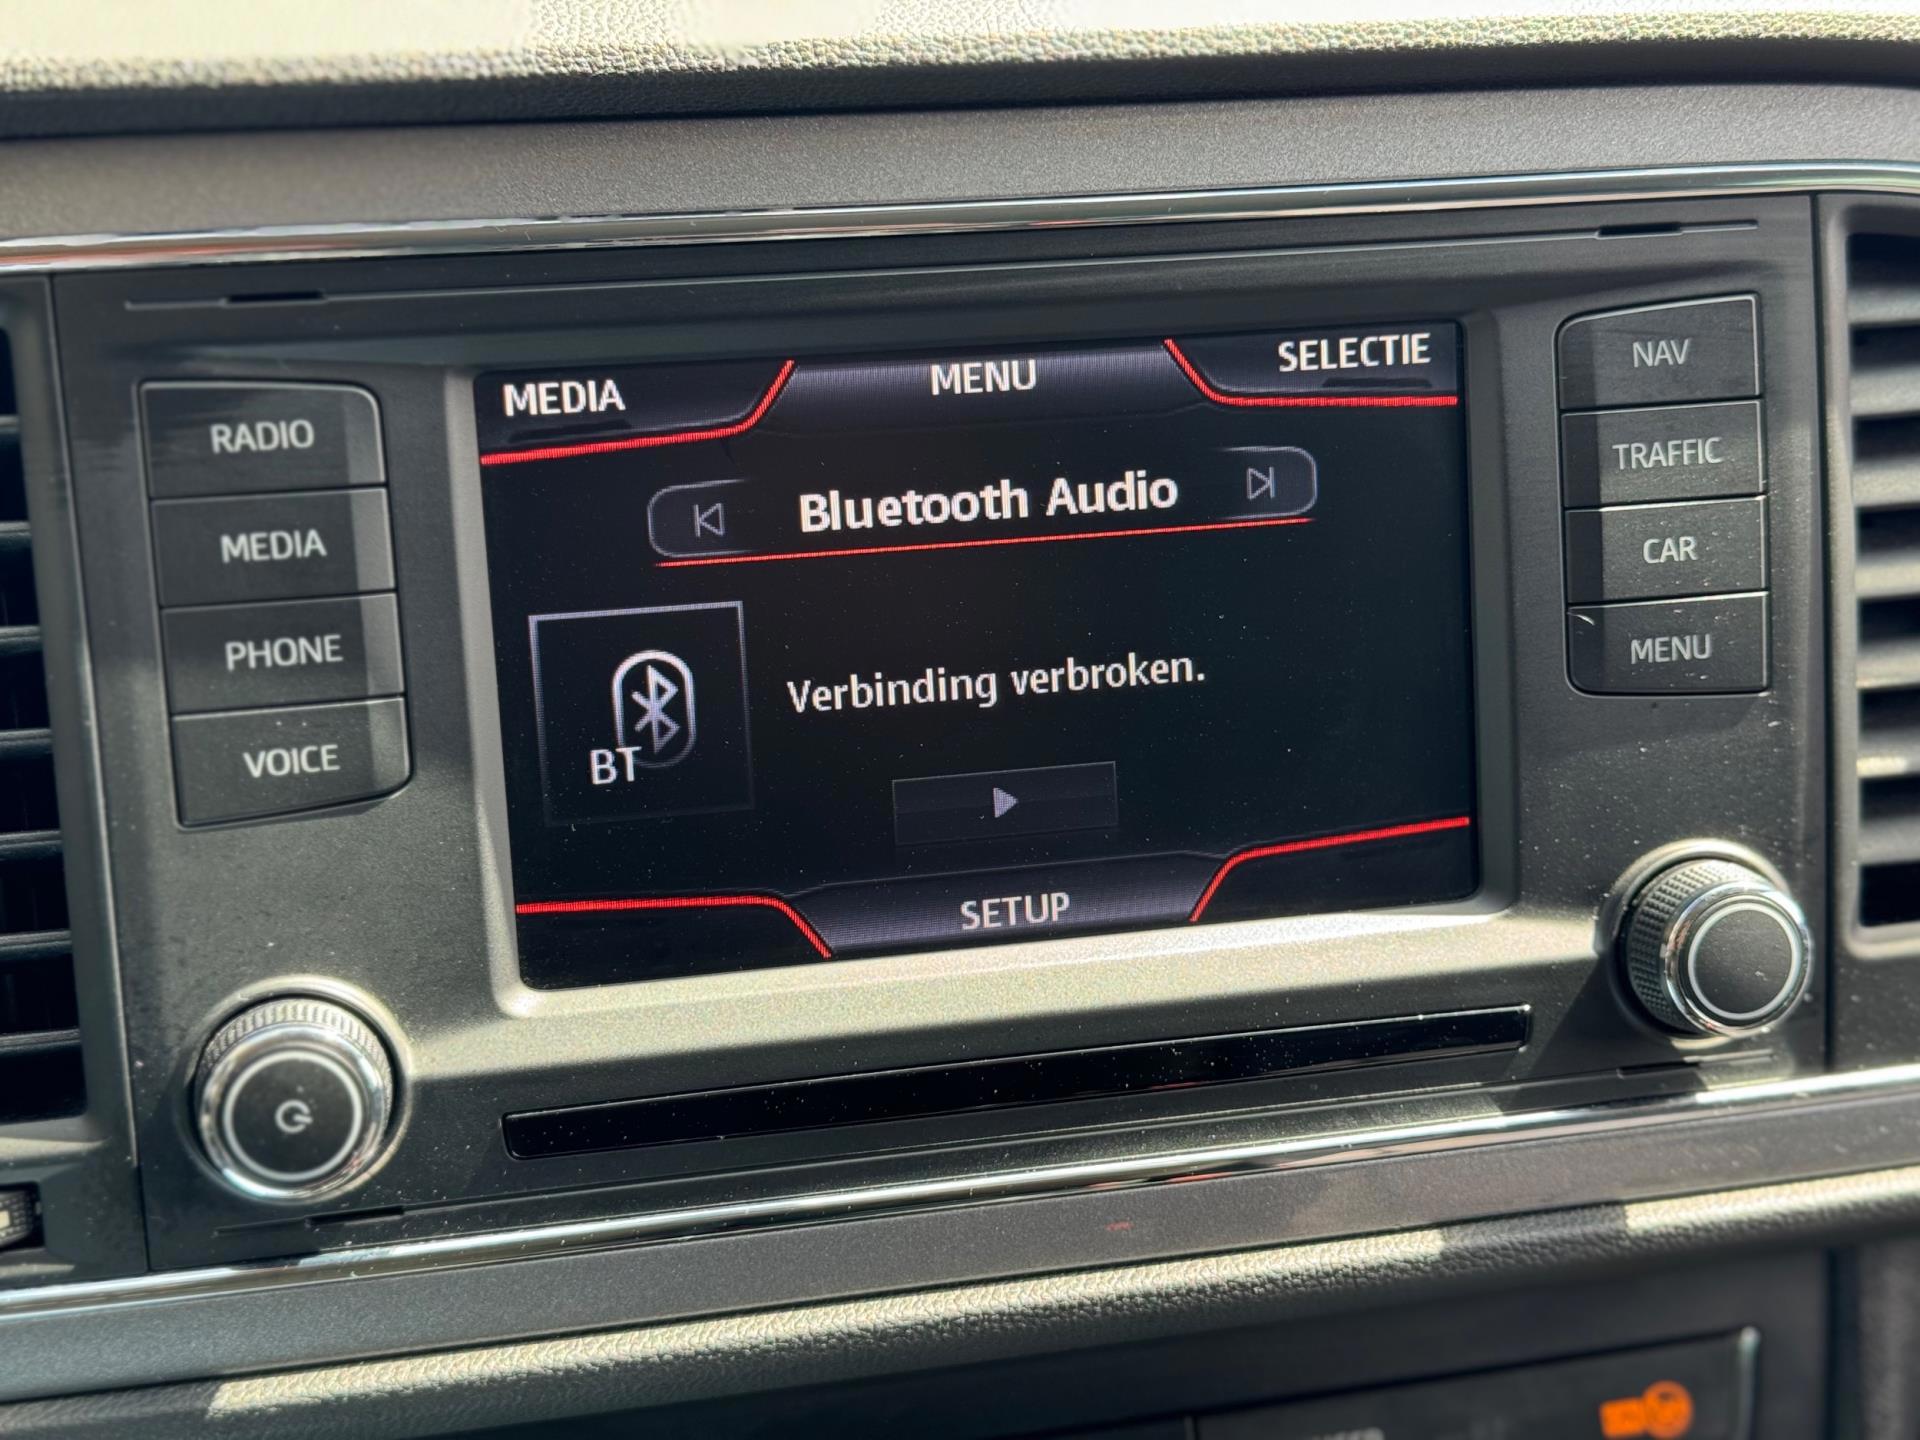 MEDIA
MENU
SELECTIE
Bluetooth Audio
BT
Verbinding verbroken.
SETUP
RADIO
MEDIA
PHONE
VOICE
NAV
TRAFFIC
CAR
MENU